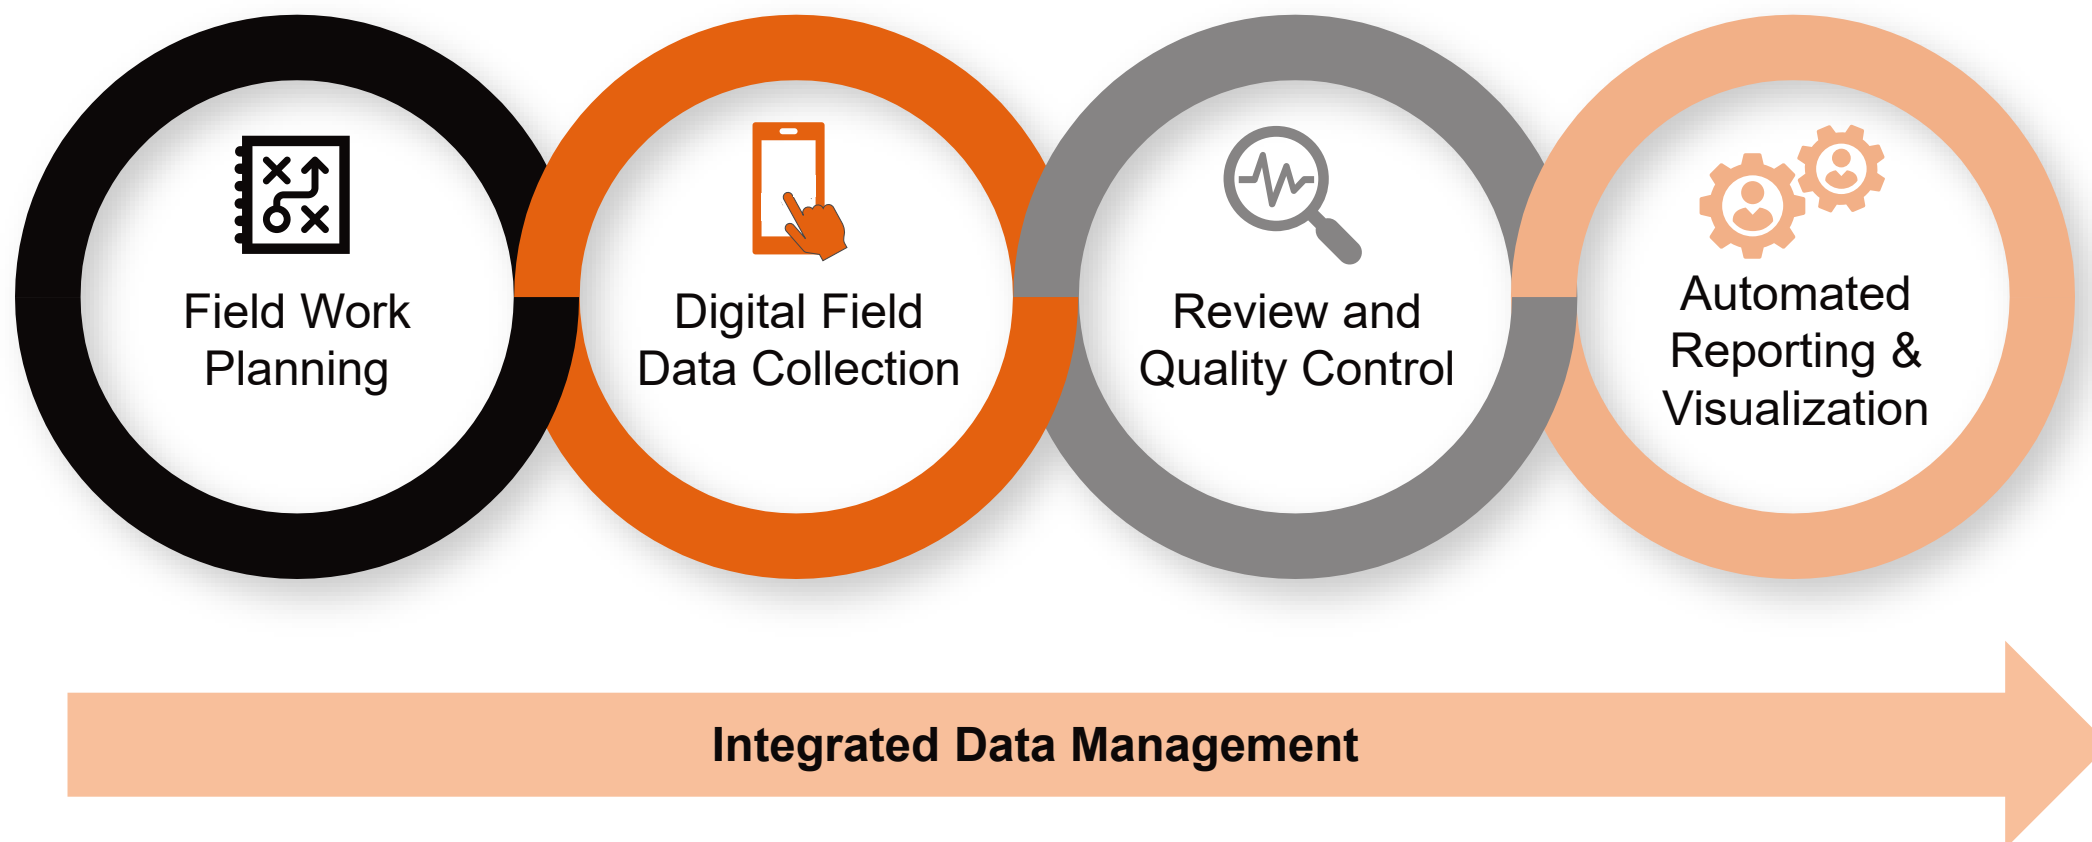 Field Work
Planning
Digital Field
Data Collection
Review and
Quality Control
Automated
Reporting &
Visualization
Integrated Data Management